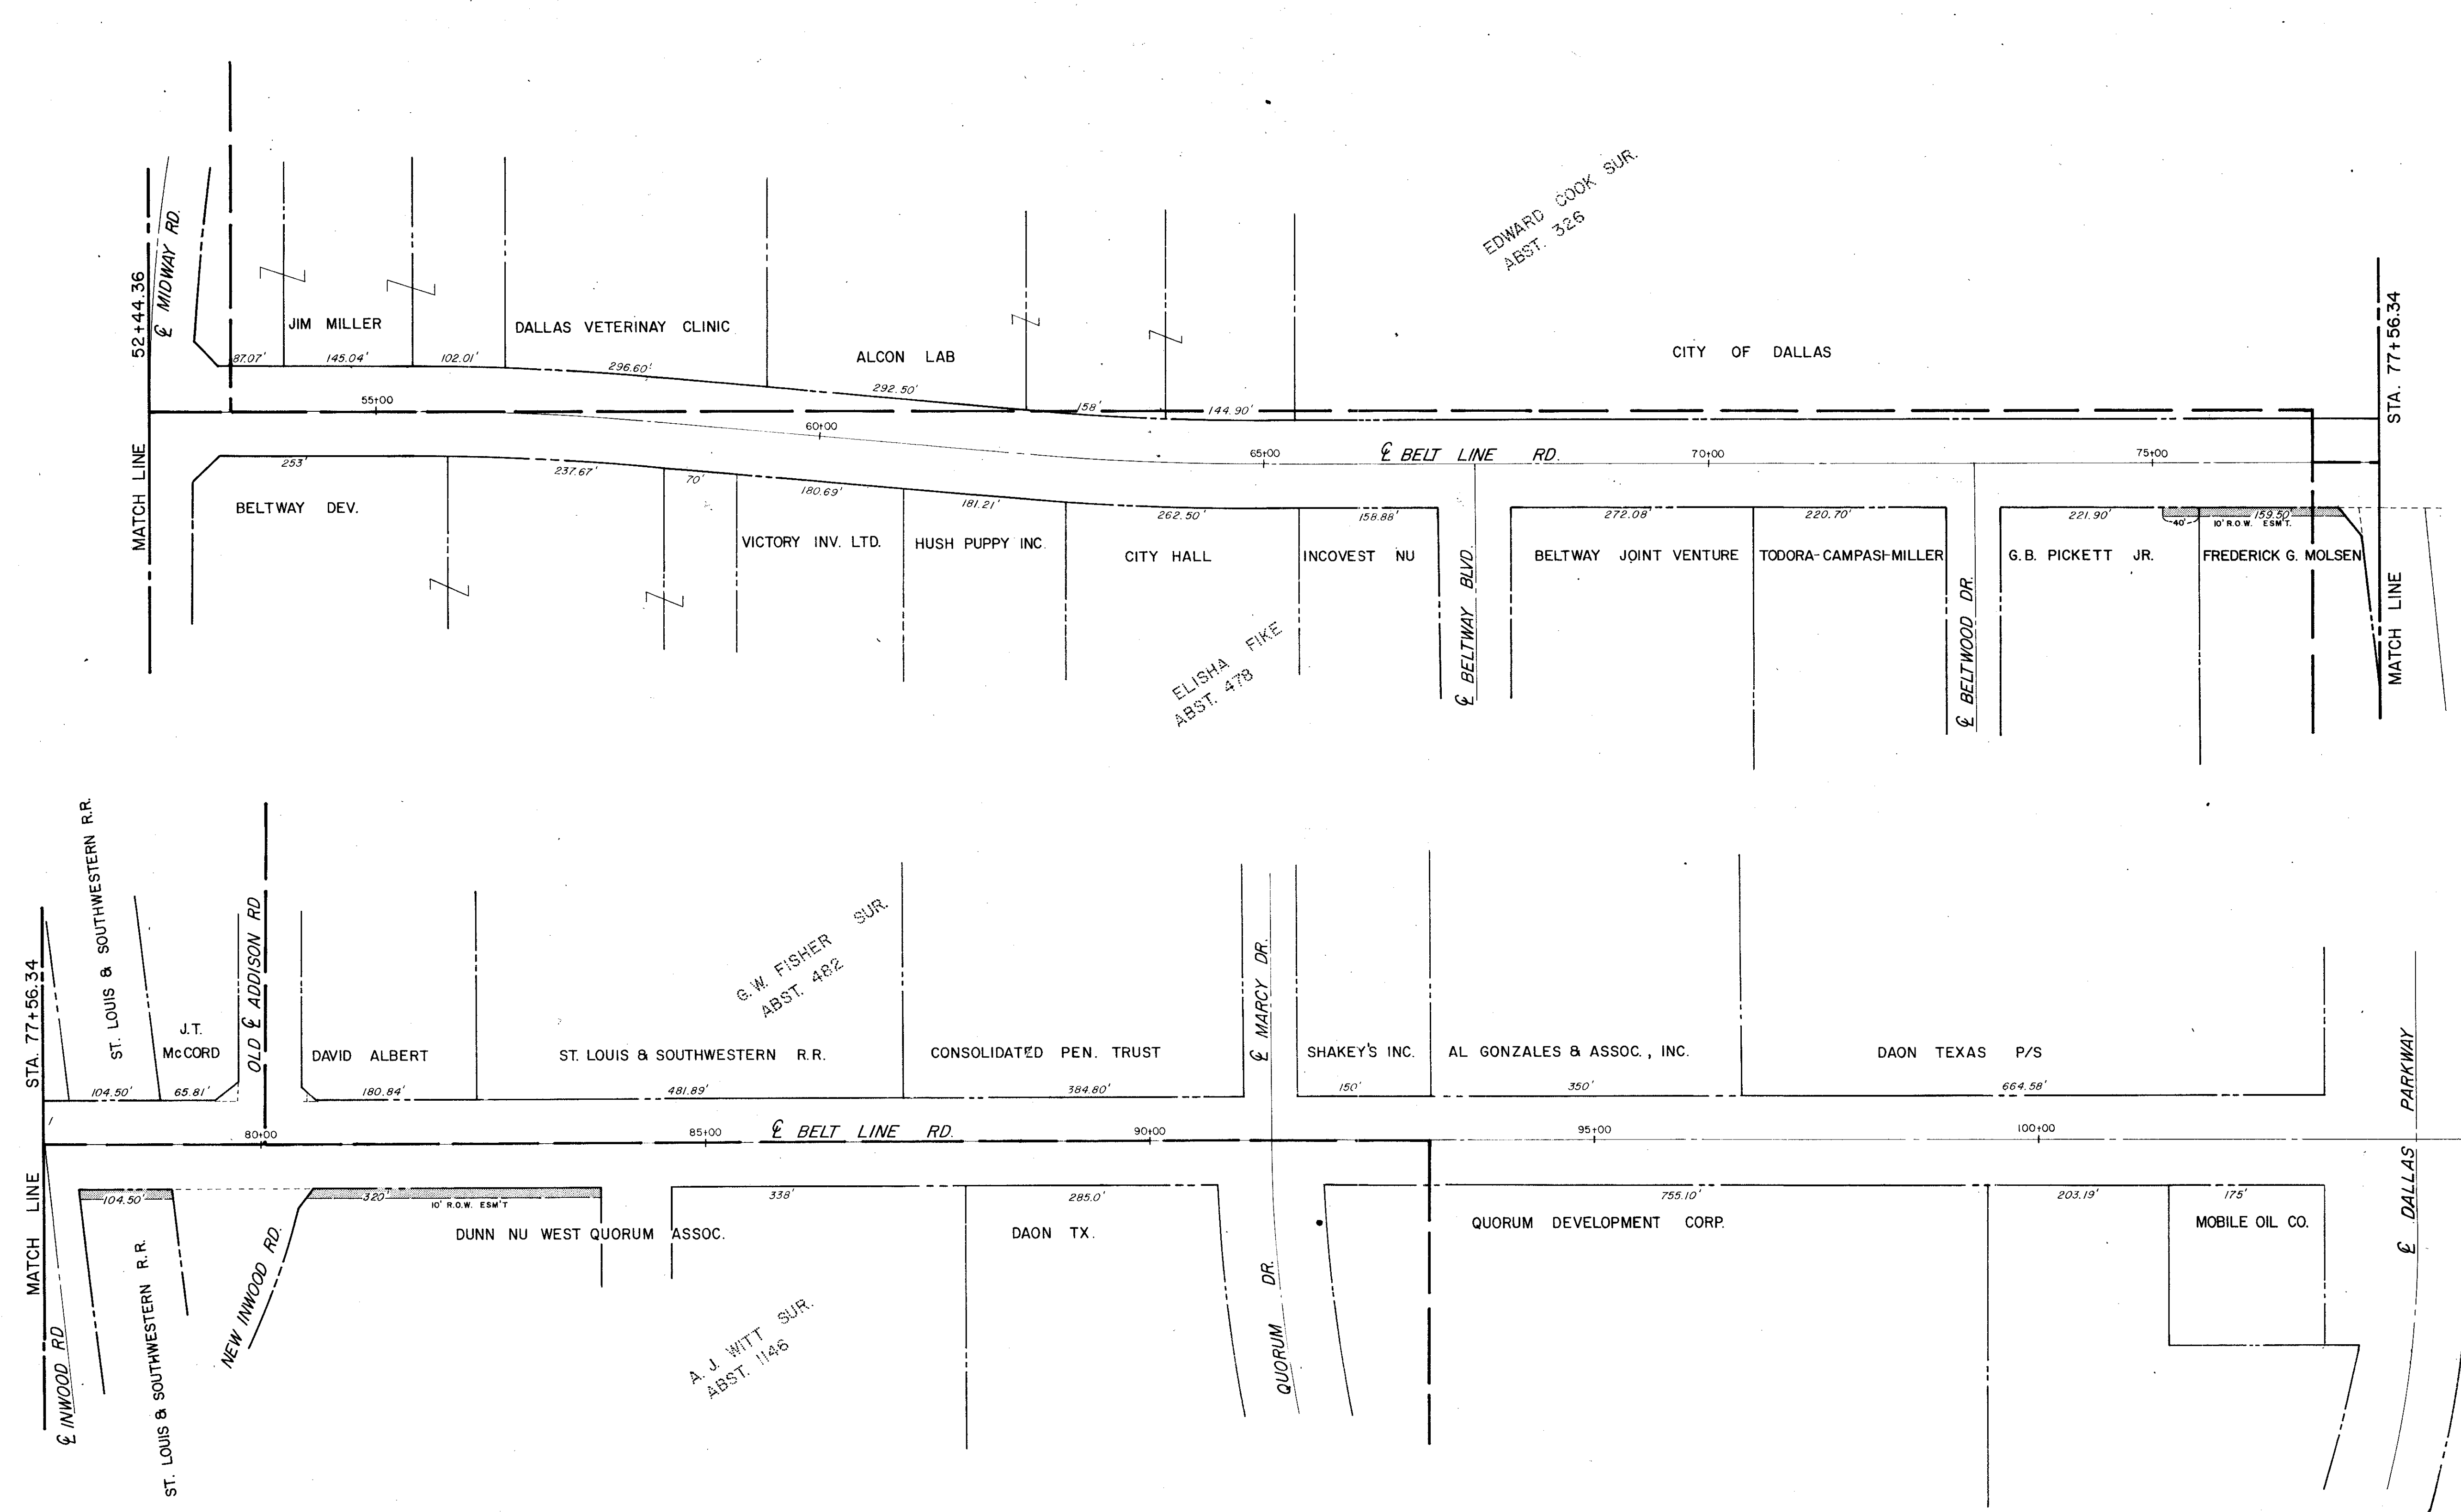 EDWARD COOK SUR.
ABST. 326
52+44.36
℄ MIDWAY RD.
JIM MILLER
DALLAS VETERINAY CLINIC
ALCON LAB
CITY OF DALLAS
STA. 77+56.34
87.07'
145.04'
102.01'
296.60'
292.50'
158'
144.90'
55+00
60+00
65+00
℄ BELT LINE RD.
70+00
75+00
MATCH LINE
253'
237.67'
70'
180.69'
181.21'
262.50'
158.88'
272.08'
220.70'
221.90'
40'
159.50'
10' R.O.W. ESM'T.
BELTWAY DEV.
VICTORY INV. LTD.
HUSH PUPPY INC.
CITY HALL
INCOVEST NU
℄ BELTWAY BLVD.
BELTWAY JOINT VENTURE
TODORA-CAMPASI-MILLER
℄ BELTWOOD DR.
G.B. PICKETT JR.
FREDERICK G. MOLSEN
MATCH LINE
ELISHA FIKE
ABST. 478
STA. 77+56.34
ST. LOUIS & SOUTHWESTERN R.R.
J.T.
McCORD
OLD ℄ ADDISON RD
DAVID ALBERT
G.W. FISHER SUR.
ABST. 482
ST. LOUIS & SOUTHWESTERN R.R.
CONSOLIDATED PEN. TRUST
℄ MARCY DR.
SHAKEY'S INC.
AL GONZALES & ASSOC., INC.
DAON TEXAS P/S
104.50'
65.81'
180.84'
481.89'
384.80'
150'
350'
664.58'
80+00
85+00
℄ BELT LINE RD.
90+00
95+00
100+00
℄ DALLAS PARKWAY
MATCH LINE
℄ INWOOD RD
104.50'
320'
10' R.O.W. ESM'T
338'
285.0'
755.10'
203.19'
175'
ST. LOUIS & SOUTHWESTERN R.R.
NEW INWOOD RD.
DUNN NU WEST QUORUM ASSOC.
DAON TX.
QUORUM DR.
QUORUM DEVELOPMENT CORP.
MOBILE OIL CO.
A. J. WITT SUR.
ABST. 1146